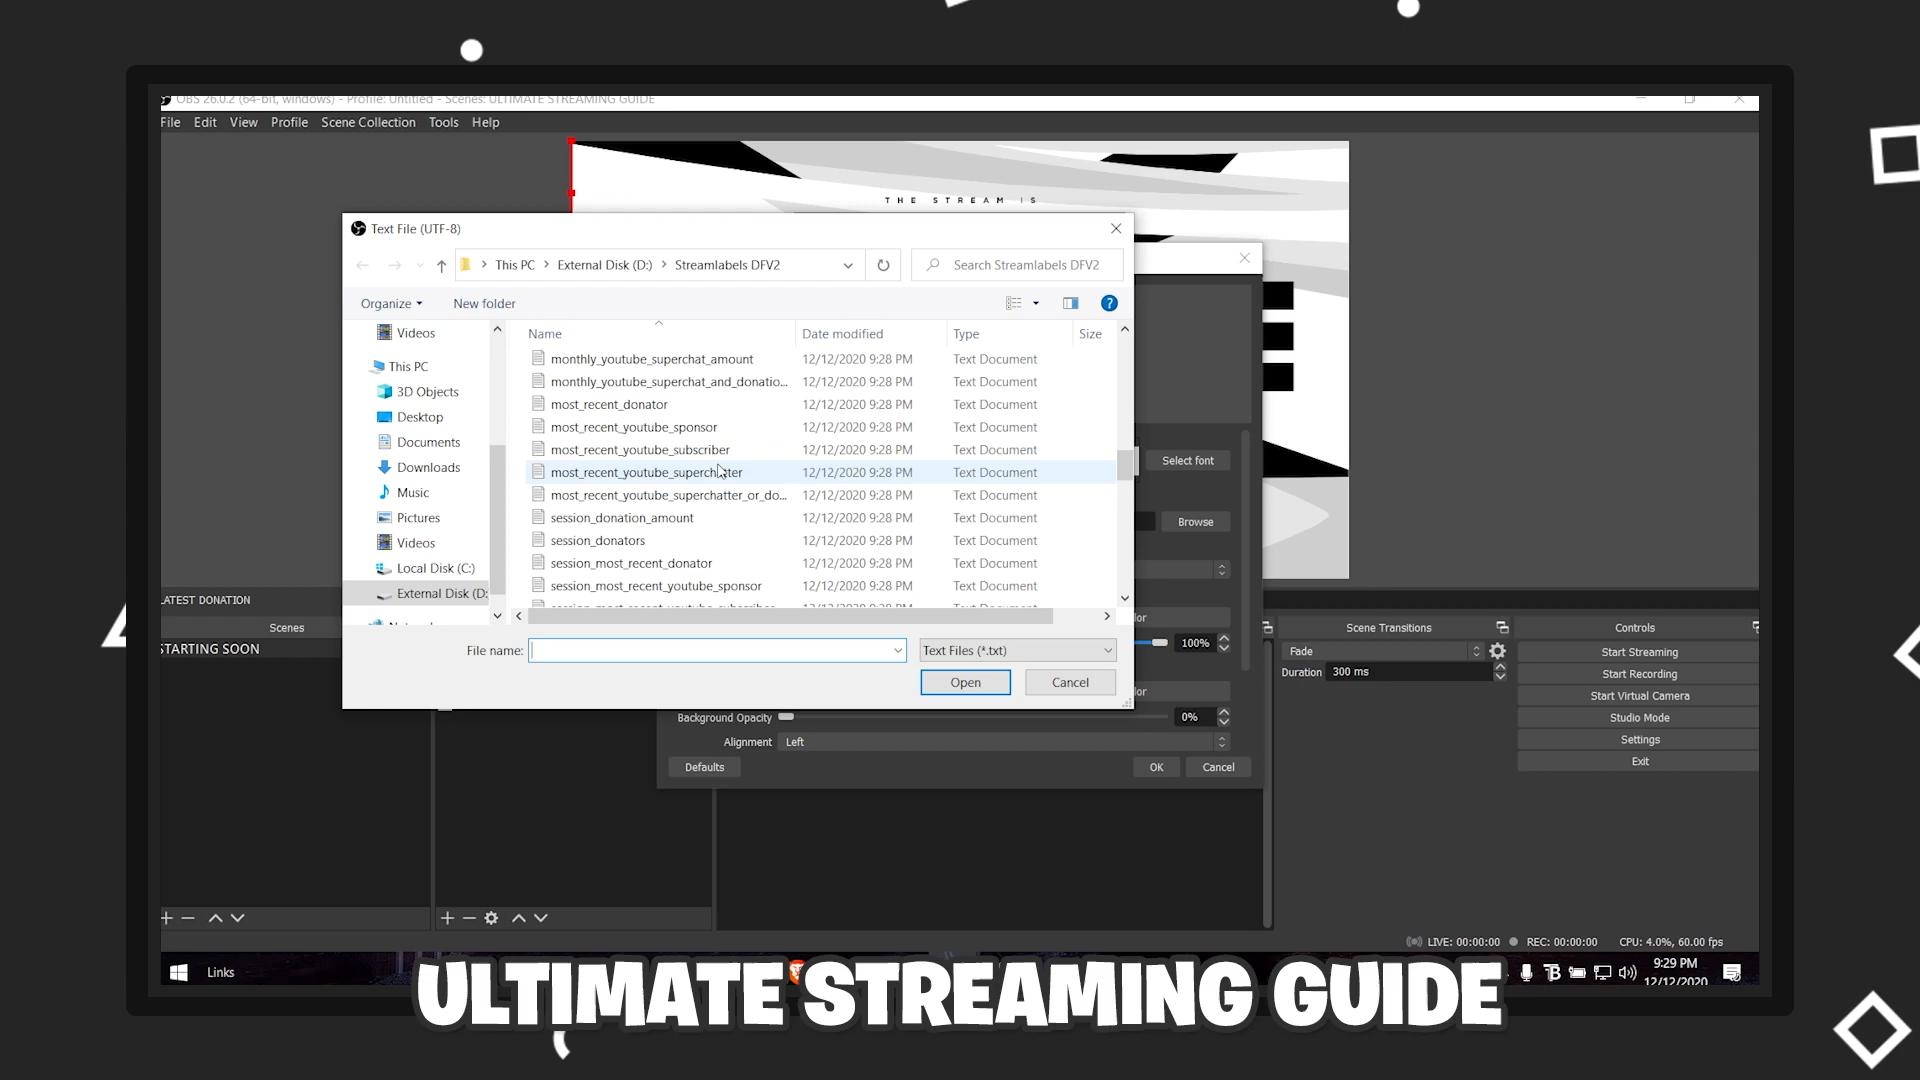 OBS 26.0.2 (64-bit, windows) - Profile: Untitled - Scenes: ULTIMATE STREAMING GUIDE
File Edit View Profile Scene Collection Tools Help
THE STREAM IS
Text File (UTF-8)
This PC > External Disk (D:) > Streamlabels DFV2
Search Streamlabels DFV2
Organize New folder
Name Date modified Type Size
Videos
This PC
3D Objects
Desktop
Documents
Downloads
Music
Pictures
Videos
Local Disk (C:)
External Disk (D:
monthly_youtube_superchat_amount 12/12/2020 9:28 PM Text Document
monthly_youtube_superchat_and_donatio... 12/12/2020 9:28 PM Text Document
most_recent_donator 12/12/2020 9:28 PM Text Document
most_recent_youtube_sponsor 12/12/2020 9:28 PM Text Document
most_recent_youtube_subscriber 12/12/2020 9:28 PM Text Document
most_recent_youtube_superchatter 12/12/2020 9:28 PM Text Document
most_recent_youtube_superchatter_or_do... 12/12/2020 9:28 PM Text Document
session_donation_amount 12/12/2020 9:28 PM Text Document
session_donators 12/12/2020 9:28 PM Text Document
session_most_recent_donator 12/12/2020 9:28 PM Text Document
session_most_recent_youtube_sponsor 12/12/2020 9:28 PM Text Document
File name: Text Files (*.txt)
Open Cancel
Select font
Browse
lor
100%
lor
Background Opacity 0%
Alignment Left
Defaults OK Cancel
LATEST DONATION
Scenes
STARTING SOON
Scene Transitions
Fade
Duration 300 ms
Controls
Start Streaming
Start Recording
Start Virtual Camera
Studio Mode
Settings
Exit
LIVE: 00:00:00 REC: 00:00:00 CPU: 4.0%, 60.00 fps
Links
9:29 PM
12/12/2020
ULTIMATE STREAMING GUIDE